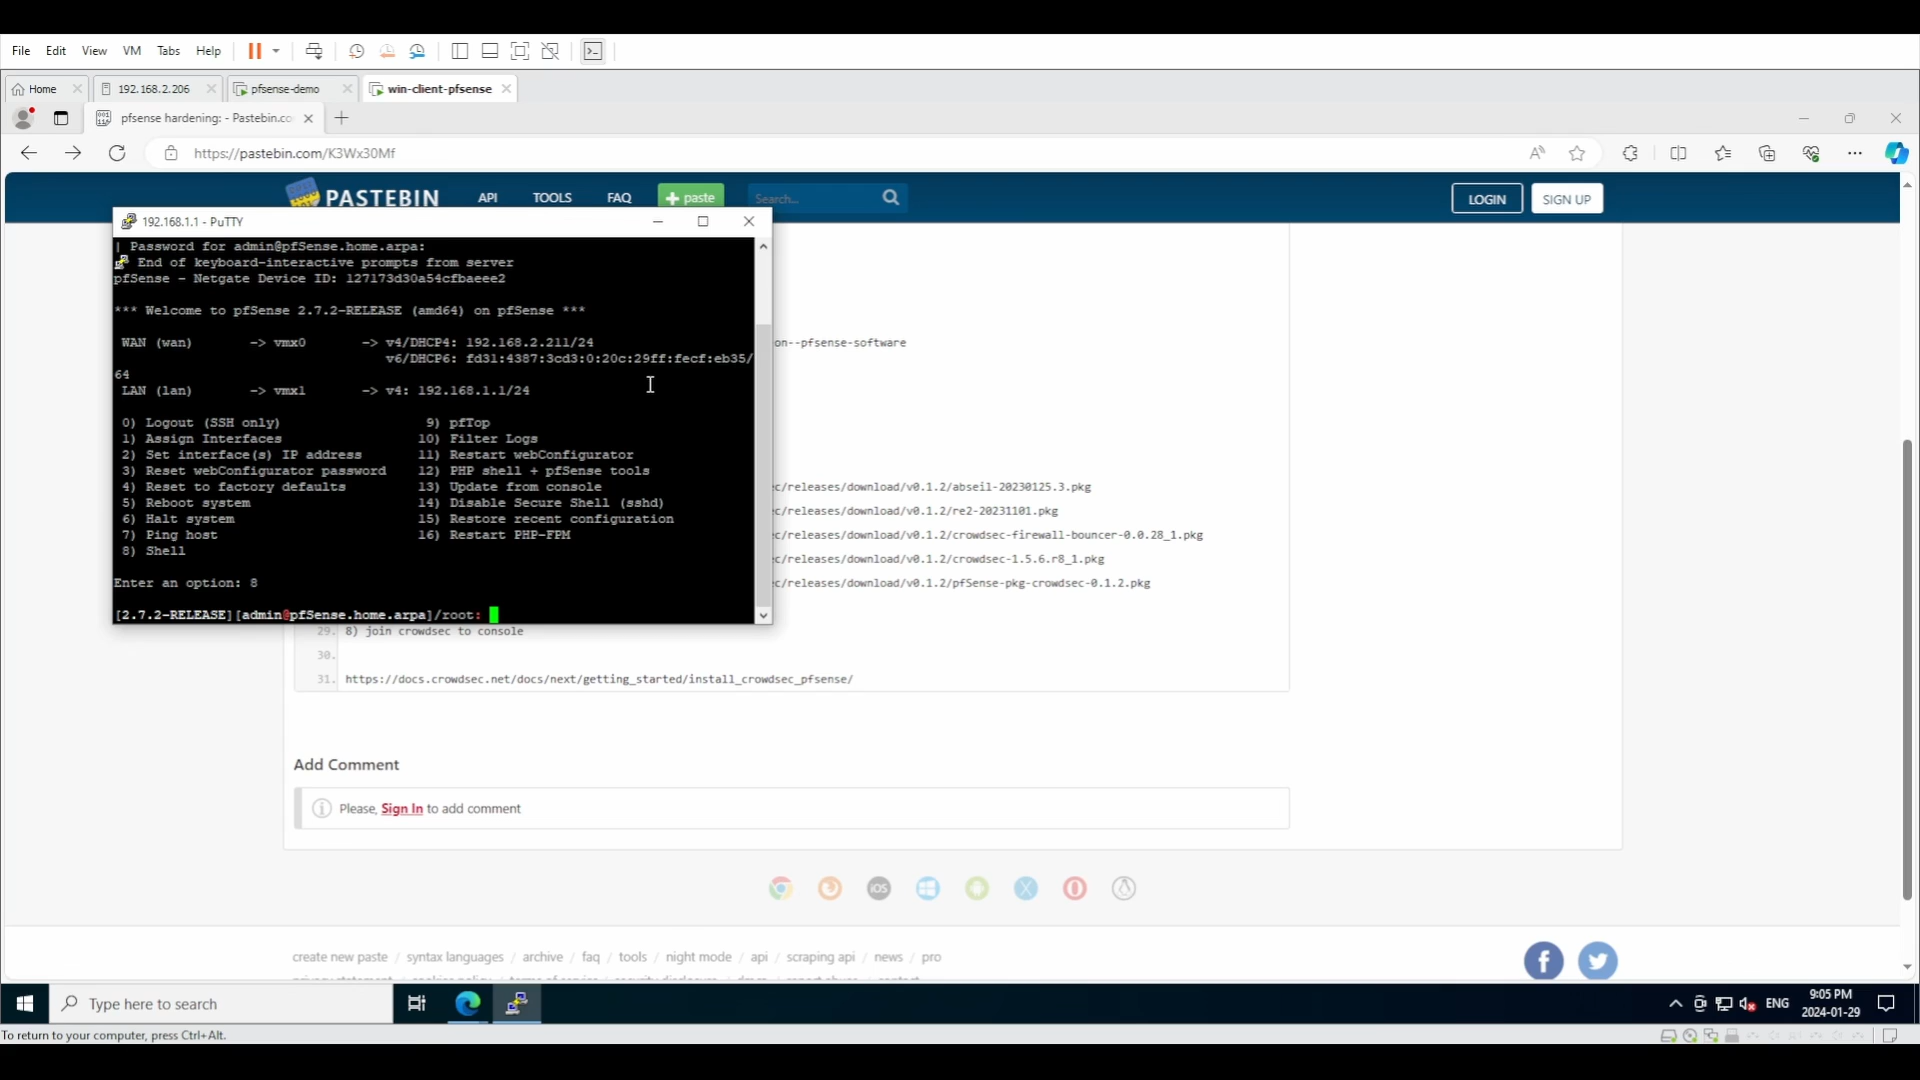 File Edit View VM Tabs Help
Home 192.168.2.206 pfsense-demo win-client-pfsense
pfsense hardening: - Pastebin.co
https://pastebin.com/K3Wx30Mf
PASTEBIN API TOOLS FAQ + paste Search... LOGIN SIGN UP
192.168.1.1 - PuTTY
| Password for admin@pfSense.home.arpa:
End of keyboard-interactive prompts from server
pfSense - Netgate Device ID: 127173d30a54cfbaeee2
*** Welcome to pfSense 2.7.2-RELEASE (amd64) on pfSense ***
WAN (wan) -> vmx0 -> v4/DHCP4: 192.168.2.211/24
v6/DHCP6: fd31:4387:3cd3:0:20c:29ff:fecf:eb35/
64
LAN (lan) -> vmx1 -> v4: 192.168.1.1/24
0) Logout (SSH only) 9) pfTop
1) Assign Interfaces 10) Filter Logs
2) Set interface(s) IP address 11) Restart webConfigurator
3) Reset webConfigurator password 12) PHP shell + pfSense tools
4) Reset to factory defaults 13) Update from console
5) Reboot system 14) Disable Secure Shell (sshd)
6) Halt system 15) Restore recent configuration
7) Ping host 16) Restart PHP-FPM
8) Shell
Enter an option: 8
[2.7.2-RELEASE][admin@pfSense.home.arpa]/root:
on--pfsense-software
ec/releases/download/v0.1.2/abseil-20230125.3.pkg
ec/releases/download/v0.1.2/re2-20231101.pkg
ec/releases/download/v0.1.2/crowdsec-firewall-bouncer-0.0.28_1.pkg
ec/releases/download/v0.1.2/crowdsec-1.5.6.r8_1.pkg
ec/releases/download/v0.1.2/pfSense-pkg-crowdsec-0.1.2.pkg
29. 8) join crowdsec to console
30.
31. https://docs.crowdsec.net/docs/next/getting_started/install_crowdsec_pfsense/
Add Comment
Please, Sign In to add comment
iOS
create new paste / syntax languages / archive / faq / tools / night mode / api / scraping api / news / pro
Type here to search
ENG
9:05 PM
2024-01-29
To return to your computer, press Ctrl+Alt.